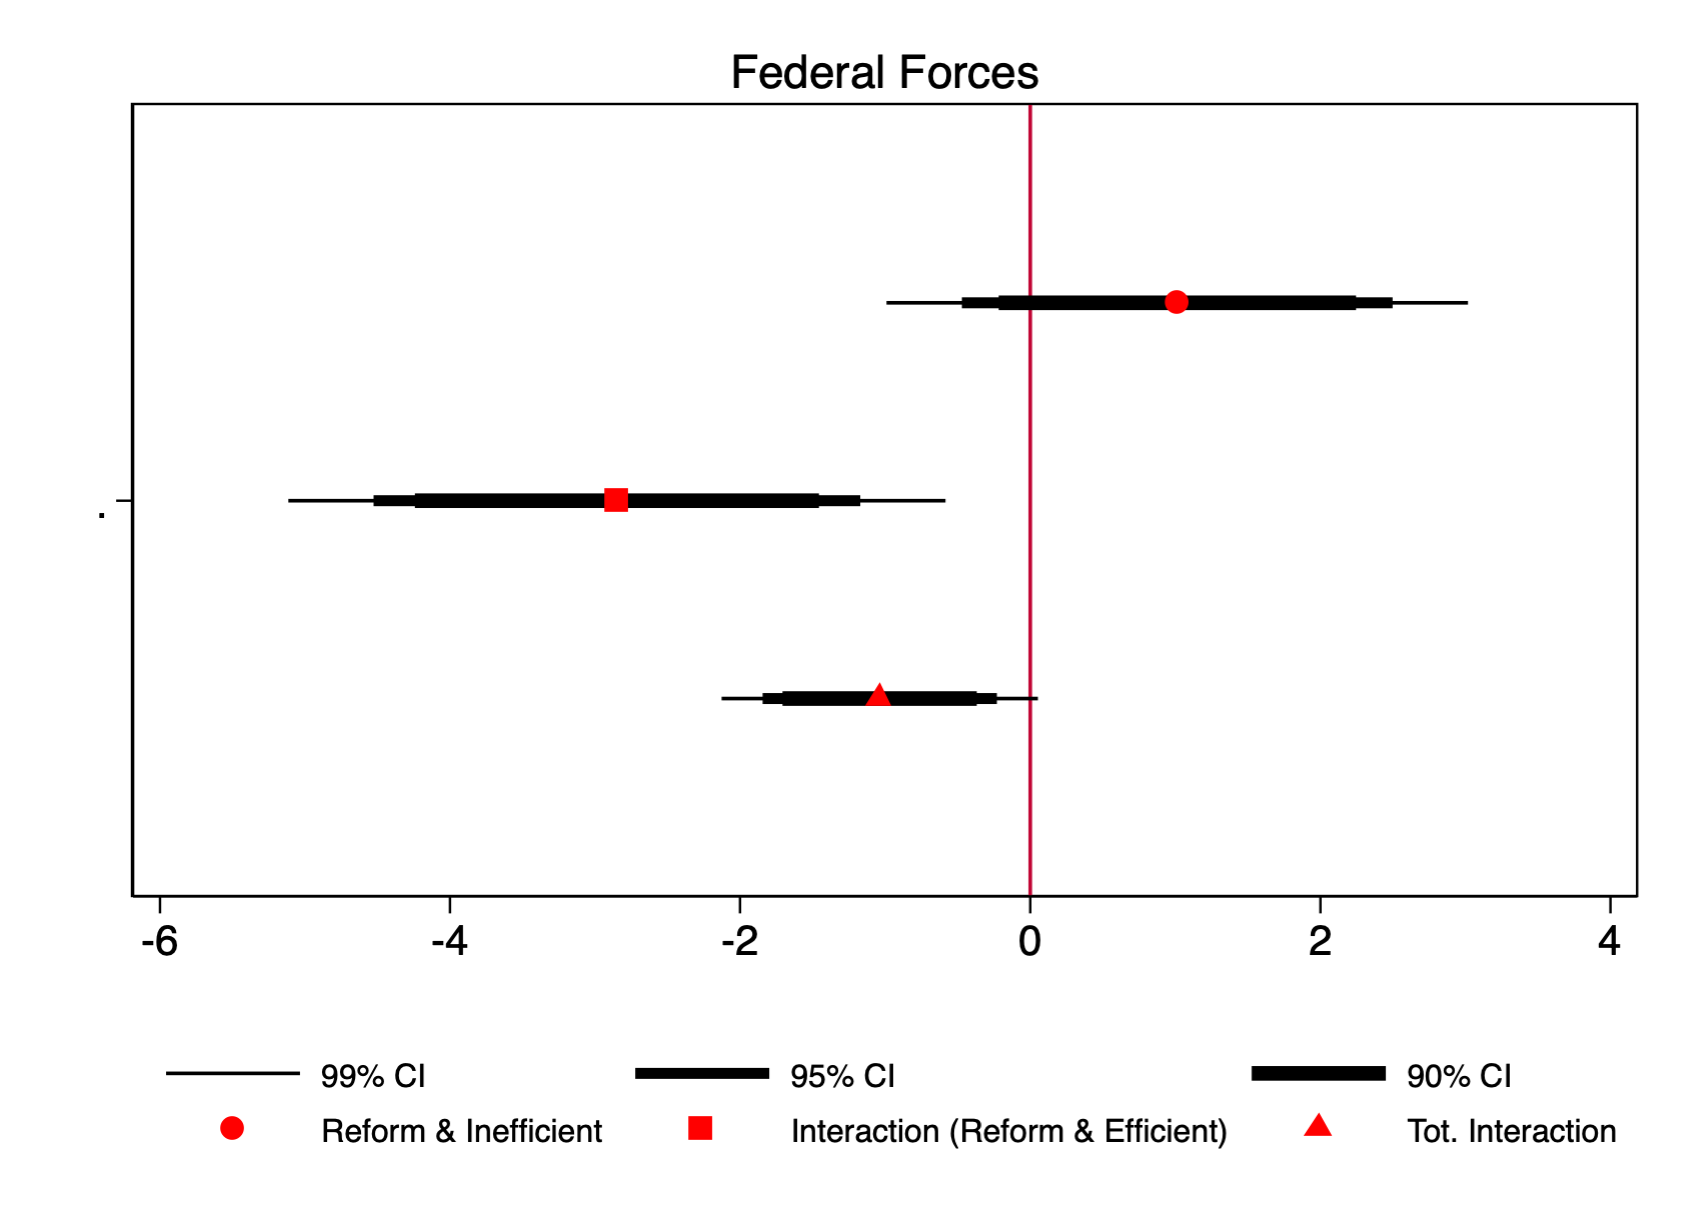 Federal Forces
.
-6 -4 -2 0 2 4
99% CI 95% CI 90% CI
Reform & Inefficient Interaction (Reform & Efficient) Tot. Interaction